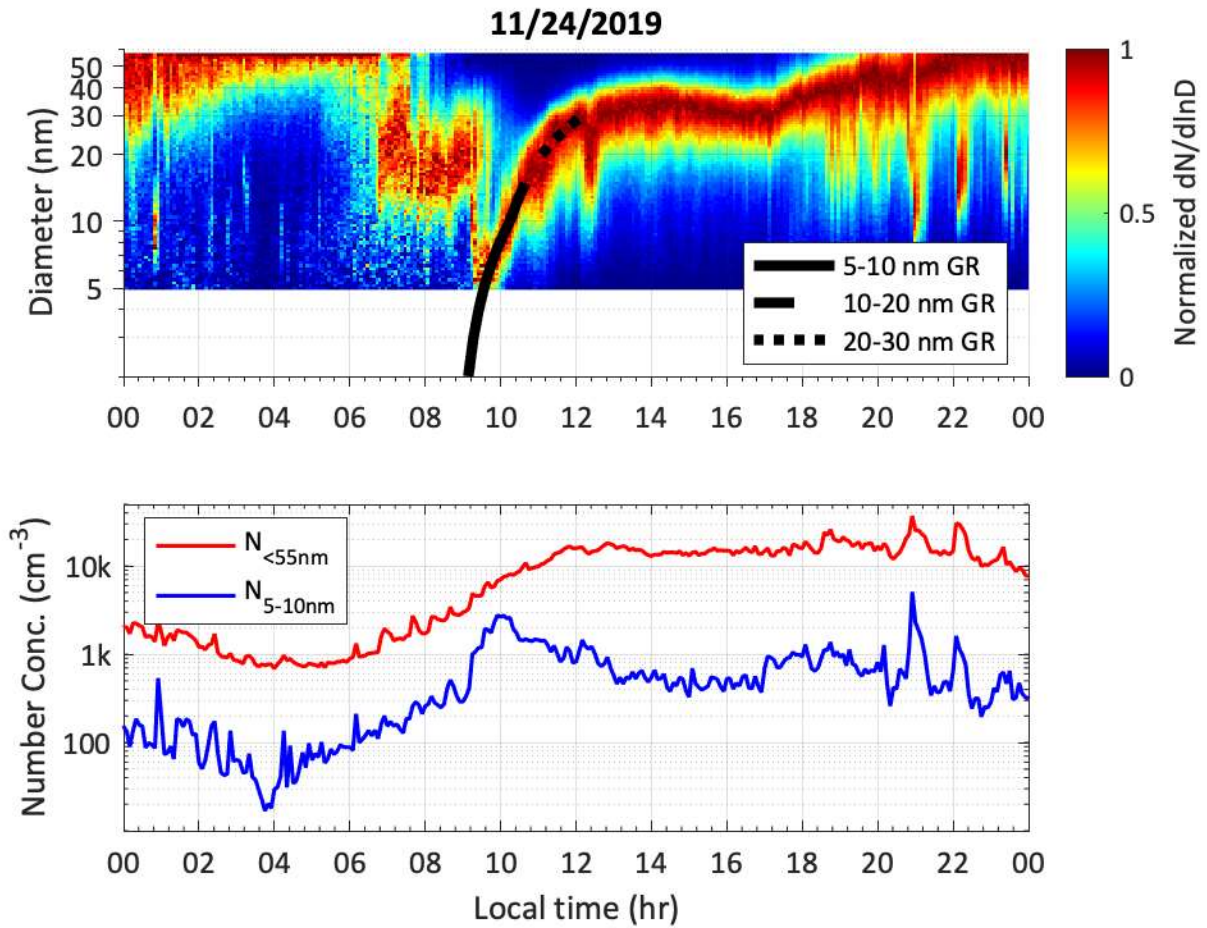 11/24/2019
Diameter (nm)
50
40
30
20
10
5
5-10 nm GR
10-20 nm GR
20-30 nm GR
00 02 04 06 08 10 12 14 16 18 20 22 00
1
0.5
0
Normalized dN/dlnD
Number Conc. (cm-3)
10k
1k
100
N<55nm
N5-10nm
00 02 04 06 08 10 12 14 16 18 20 22 00
Local time (hr)